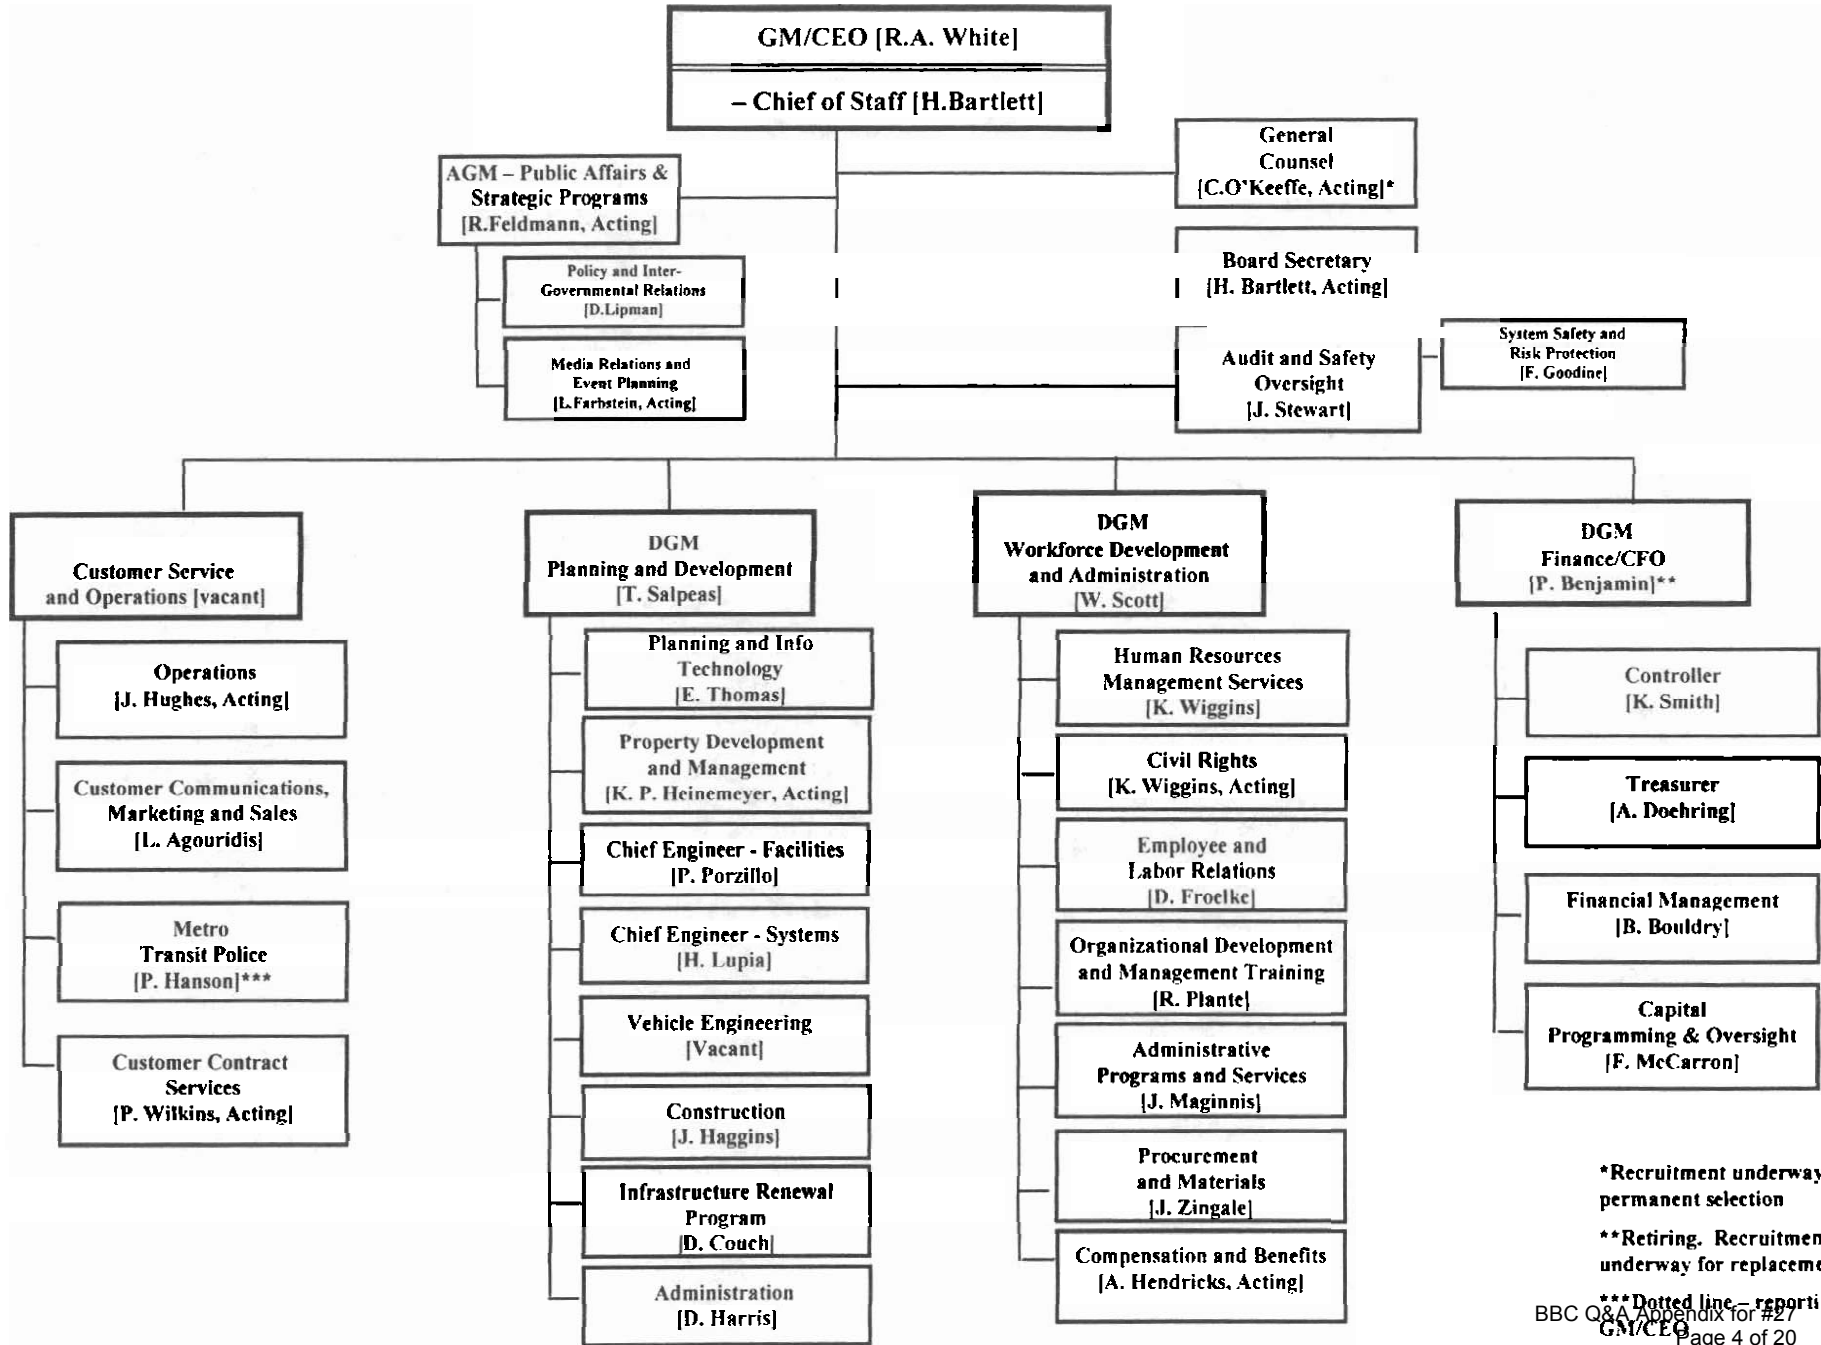 GM/CEO [R.A. White]
– Chief of Staff [H.Bartlett]
General
Counsel
[C.O'Keeffe, Acting]*
AGM – Public Affairs &
Strategic Programs
[R.Feldmann, Acting]
Policy and Inter-
Governmental Relations
[D.Lipman]
Media Relations and
Event Planning
[L.Farbstein, Acting]
Board Secretary
[H. Bartlett, Acting]
Audit and Safety
Oversight
[J. Stewart]
System Safety and
Risk Protection
[F. Goodine]
Customer Service
and Operations [vacant]
Operations
[J. Hughes, Acting]
Customer Communications,
Marketing and Sales
[L. Agouridis]
Metro
Transit Police
[P. Hanson]***
Customer Contract
Services
[P. Wilkins, Acting]
DGM
Planning and Development
[T. Salpeas]
Planning and Info
Technology
[E. Thomas]
Property Development
and Management
[K. P. Heinemeyer, Acting]
Chief Engineer - Facilities
[P. Porzillo]
Chief Engineer - Systems
[H. Lupia]
Vehicle Engineering
[Vacant]
Construction
[J. Haggins]
Infrastructure Renewal
Program
[D. Couch]
Administration
[D. Harris]
DGM
Workforce Development
and Administration
[W. Scott]
Human Resources
Management Services
[K. Wiggins]
Civil Rights
[K. Wiggins, Acting]
Employee and
Labor Relations
[D. Froelke]
Organizational Development
and Management Training
[R. Plante]
Administrative
Programs and Services
[J. Maginnis]
Procurement
and Materials
[J. Zingale]
Compensation and Benefits
[A. Hendricks, Acting]
DGM
Finance/CFO
[P. Benjamin]**
Controller
[K. Smith]
Treasurer
[A. Doehring]
Financial Management
[B. Bouldry]
Capital
Programming & Oversight
[F. McCarron]
*Recruitment underway
permanent selection
**Retiring. Recruitmen
underway for replaceme
***Dotted line – reporti
GM/CEO
BBC Q&A Appendix for #27
Page 4 of 20